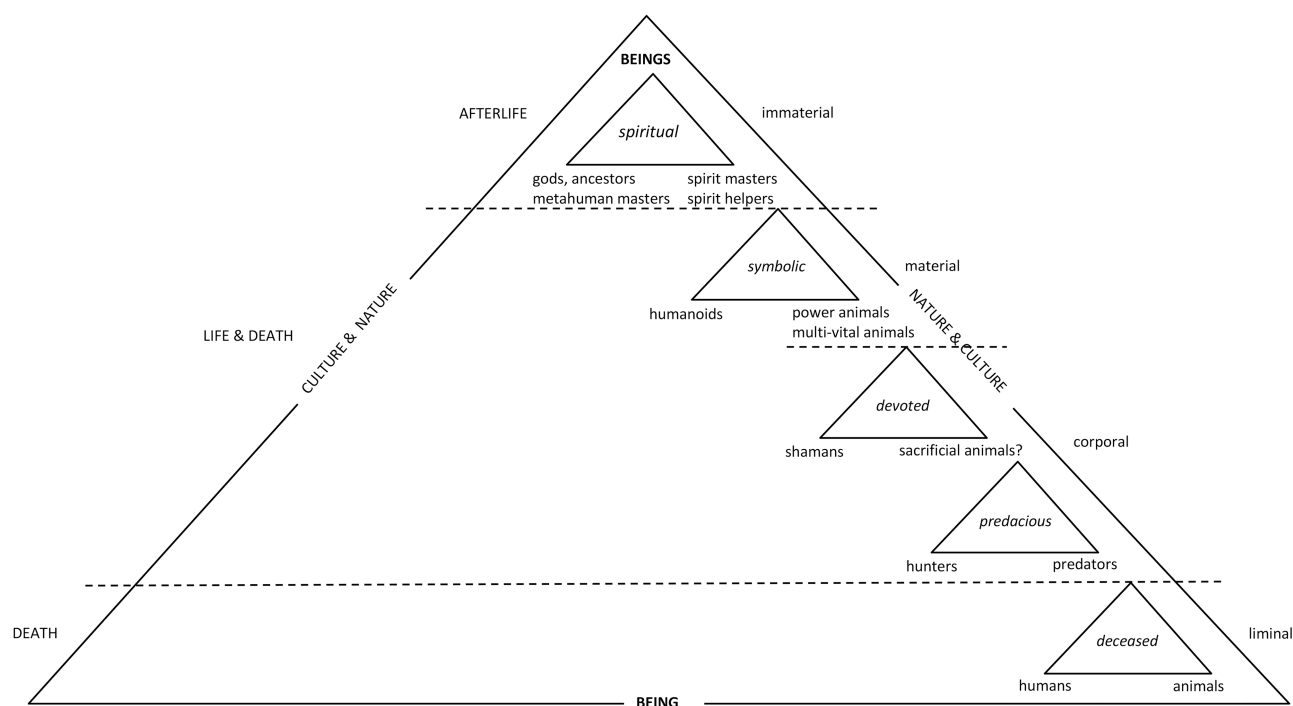 BEINGS
AFTERLIFE
immaterial
spiritual
gods, ancestors
metahuman masters
spirit masters
spirit helpers
symbolic
material
humanoids
power animals
multi-vital animals
LIFE & DEATH
CULTURE & NATURE
NATURE & CULTURE
devoted
shamans
sacrificial animals?
corporal
predacious
hunters
predators
DEATH
deceased
liminal
humans
animals
BEING